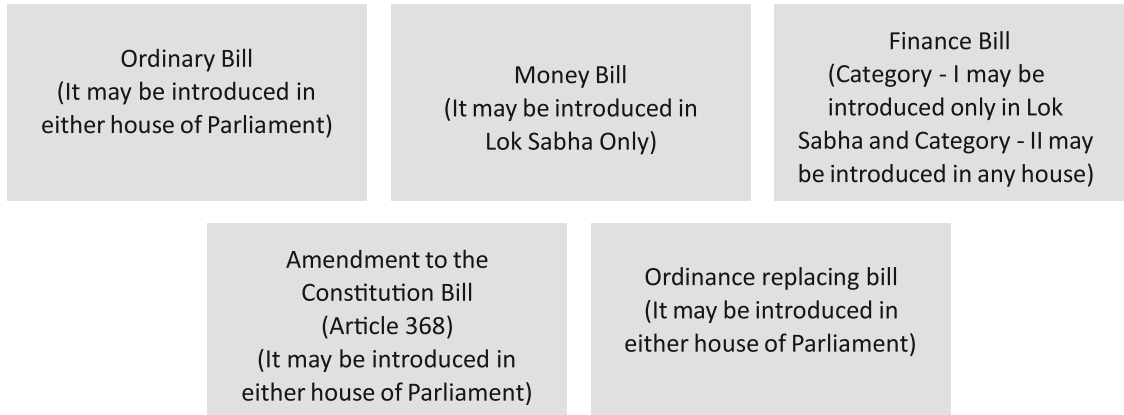 Ordinary Bill
(It may be introduced in
either house of Parliament)
Money Bill
(It may be introduced in
Lok Sabha Only)
Finance Bill
(Category - I may be
introduced only in Lok
Sabha and Category - II may
be introduced in any house)
Amendment to the
Constitution Bill
(Article 368)
(It may be introduced in
either house of Parliament)
Ordinance replacing bill
(It may be introduced in
either house of Parliament)